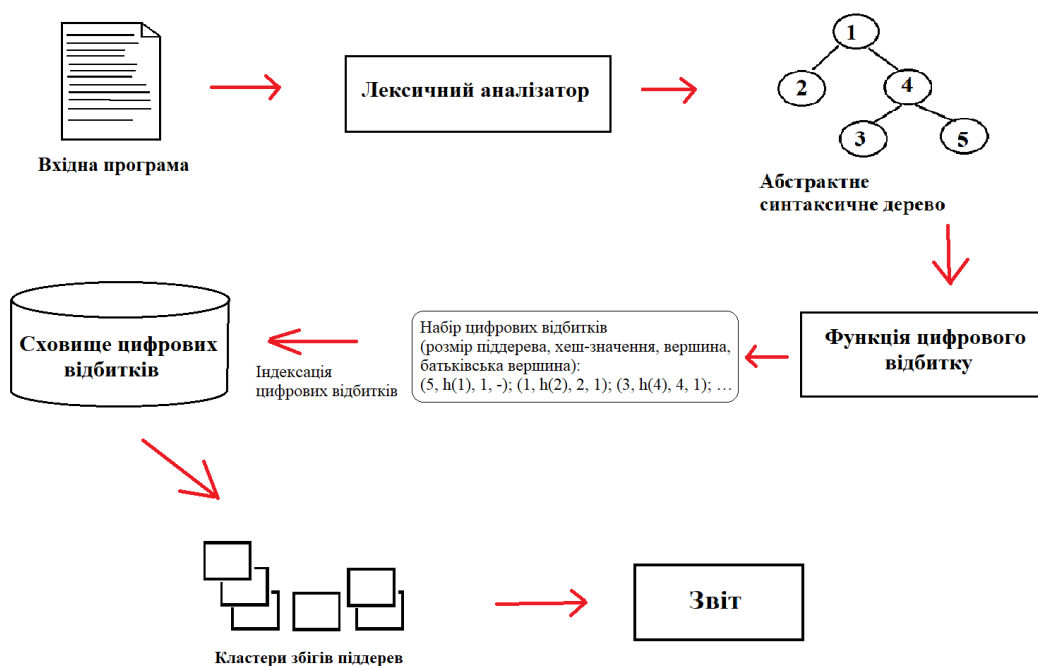 Вхідна програма
Лексичний аналізатор
1
2
4
3
5
Абстрактне
синтаксичне дерево
Сховище цифрових
відбитків
Індексація
цифрових відбитків
Набір цифрових відбитків
(розмір піддерева, хеш-значення, вершина,
батьківська вершина):
(5, h(1), 1, -); (1, h(2), 2, 1); (3, h(4), 4, 1); …
Функція цифрового
відбитку
Кластери збігів піддерев
Звіт